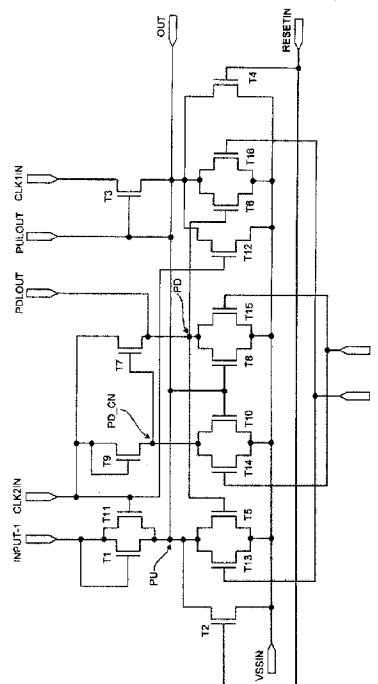 OUT
RESETIN
CLK1IN
PULOUT
PDLOUT
CLK2IN
INPUT-1
T3
T4
T16
T6
T12
PD
T7
T15
T8
PD_CN
T9
T10
T14
T11
T1
T5
T13
PU
T2
VSSIN